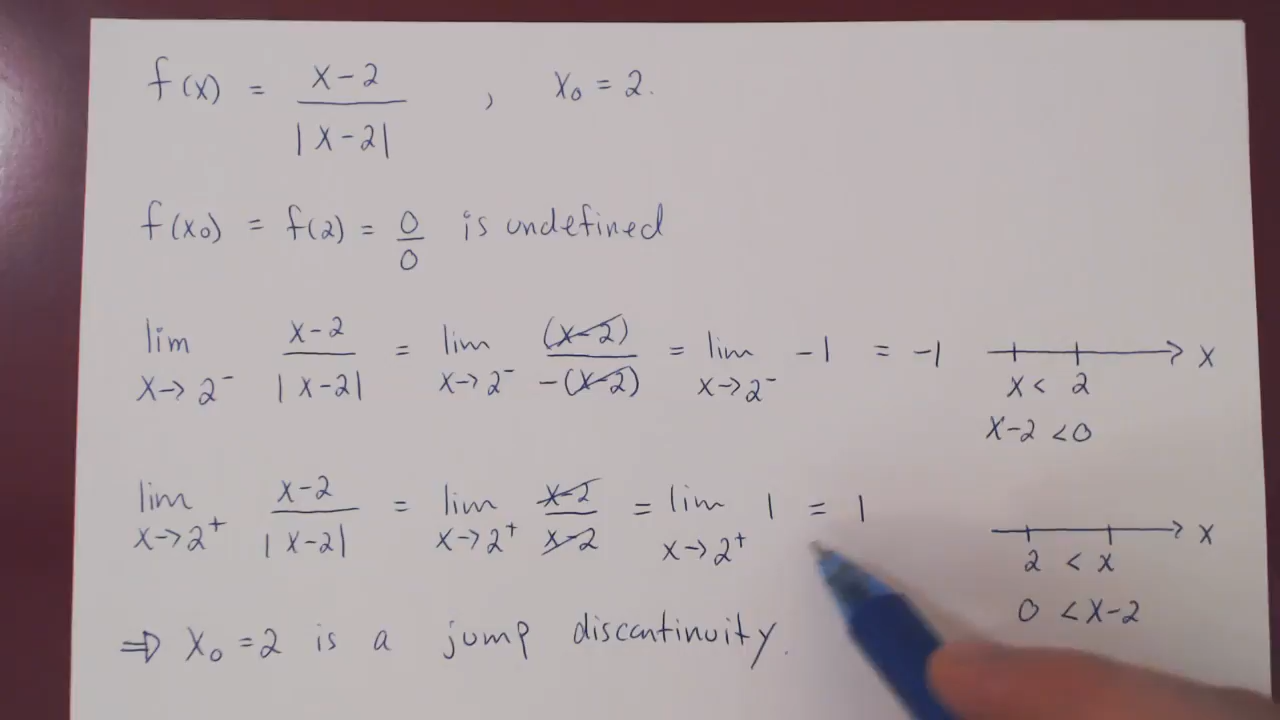 f(x) = x-2 / |x-2| , x₀ = 2.
f(x₀) = f(2) = 0/0 is undefined
lim x→2⁻ x-2 / |x-2| = lim x→2⁻ (x-2) / -(x-2) = lim x→2⁻ -1 = -1
x
x < 2
x-2 < 0
lim x→2⁺ x-2 / |x-2| = lim x→2⁺ x-2 / x-2 = lim x→2⁺ 1 = 1
x
2 < x
0 < x-2
⇒ x₀ = 2 is a jump discontinuity.